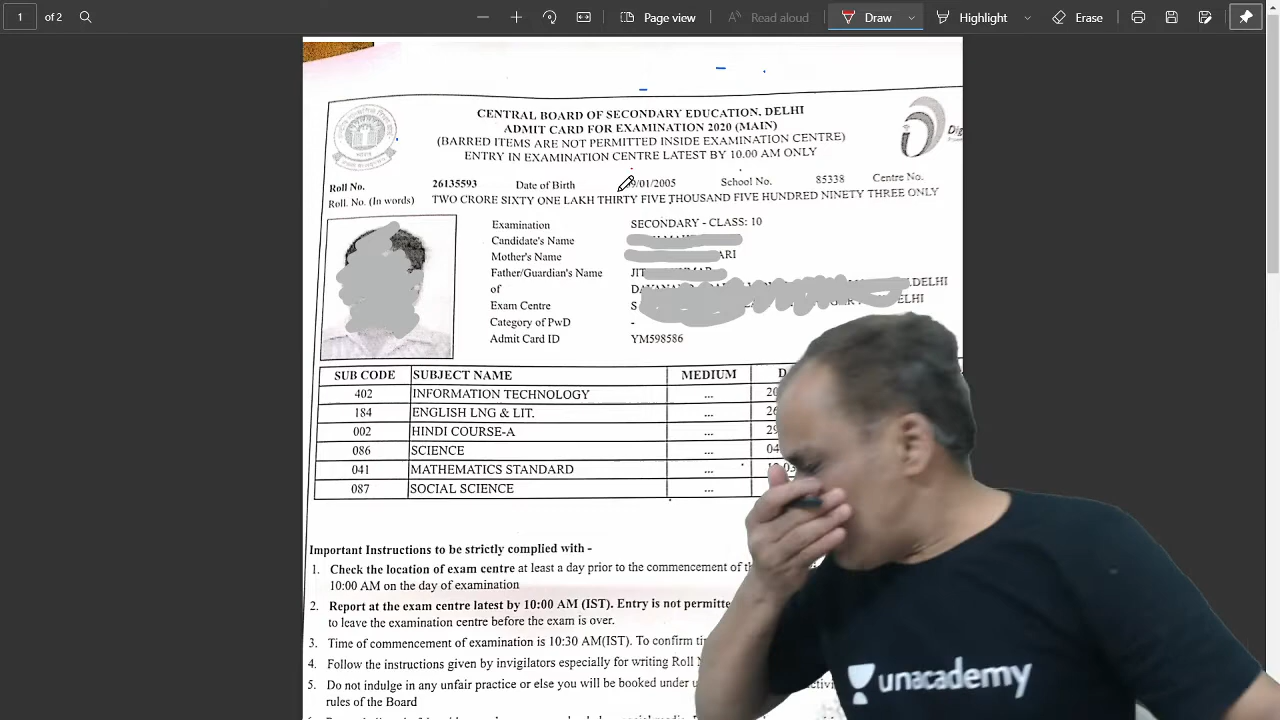 1 of 2 Page view Read aloud Draw Highlight Erase
CENTRAL BOARD OF SECONDARY EDUCATION, DELHI
ADMIT CARD FOR EXAMINATION 2020 (MAIN)
(BARRED ITEMS ARE NOT PERMITTED INSIDE EXAMINATION CENTRE)
ENTRY IN EXAMINATION CENTRE LATEST BY 10.00 AM ONLY
Roll No. 26135593 Date of Birth /01/2005 School No. 85338 Centre No.
Roll. No. (In words) TWO CRORE SIXTY ONE LAKH THIRTY FIVE THOUSAND FIVE HUNDRED NINETY THREE ONLY
Examination SECONDARY - CLASS: 10
Candidate's Name
Mother's Name ARI
Father/Guardian's Name JIT
of DELHI
Exam Centre S ELHI
Category of PwD -
Admit Card ID YM598586
SUB CODE SUBJECT NAME MEDIUM D
402 INFORMATION TECHNOLOGY ... 20
184 ENGLISH LNG & LIT. ... 26
002 HINDI COURSE-A ... 29
086 SCIENCE ... 04
041 MATHEMATICS STANDARD ...
087 SOCIAL SCIENCE ...
Important Instructions to be strictly complied with -
1. Check the location of exam centre at least a day prior to the commencement of
10:00 AM on the day of examination
2. Report at the exam centre latest by 10:00 AM (IST). Entry is not permitte
to leave the examination centre before the exam is over.
3. Time of commencement of examination is 10:30 AM(IST). To confirm
4. Follow the instructions given by invigilators especially for writing Roll
5. Do not indulge in any unfair practice or else you will be booked under
rules of the Board
unacademy